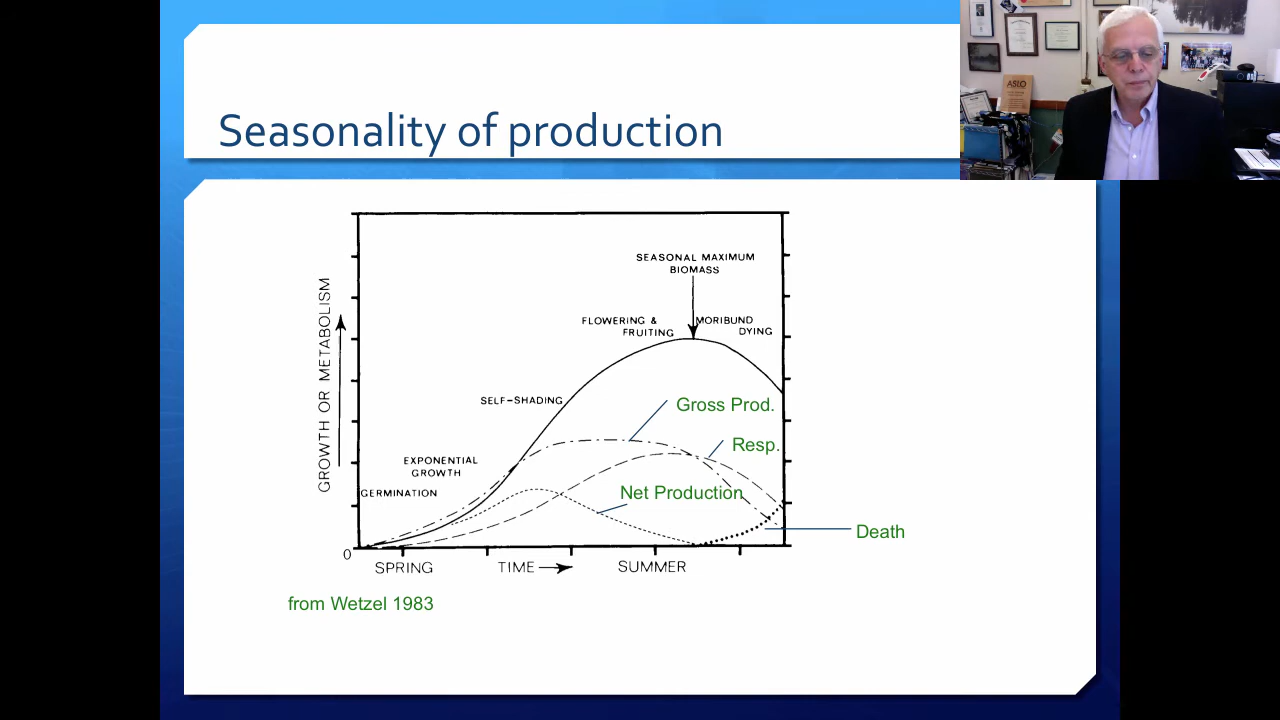 Seasonality of production
ASLO
SEASONAL MAXIMUM
BIOMASS
FLOWERING &
FRUITING
MORIBUND
DYING
SELF-SHADING
Gross Prod.
Resp.
EXPONENTIAL
GROWTH
GERMINATION
Net Production
Death
GROWTH OR METABOLISM
0
SPRING
TIME
SUMMER
from Wetzel 1983